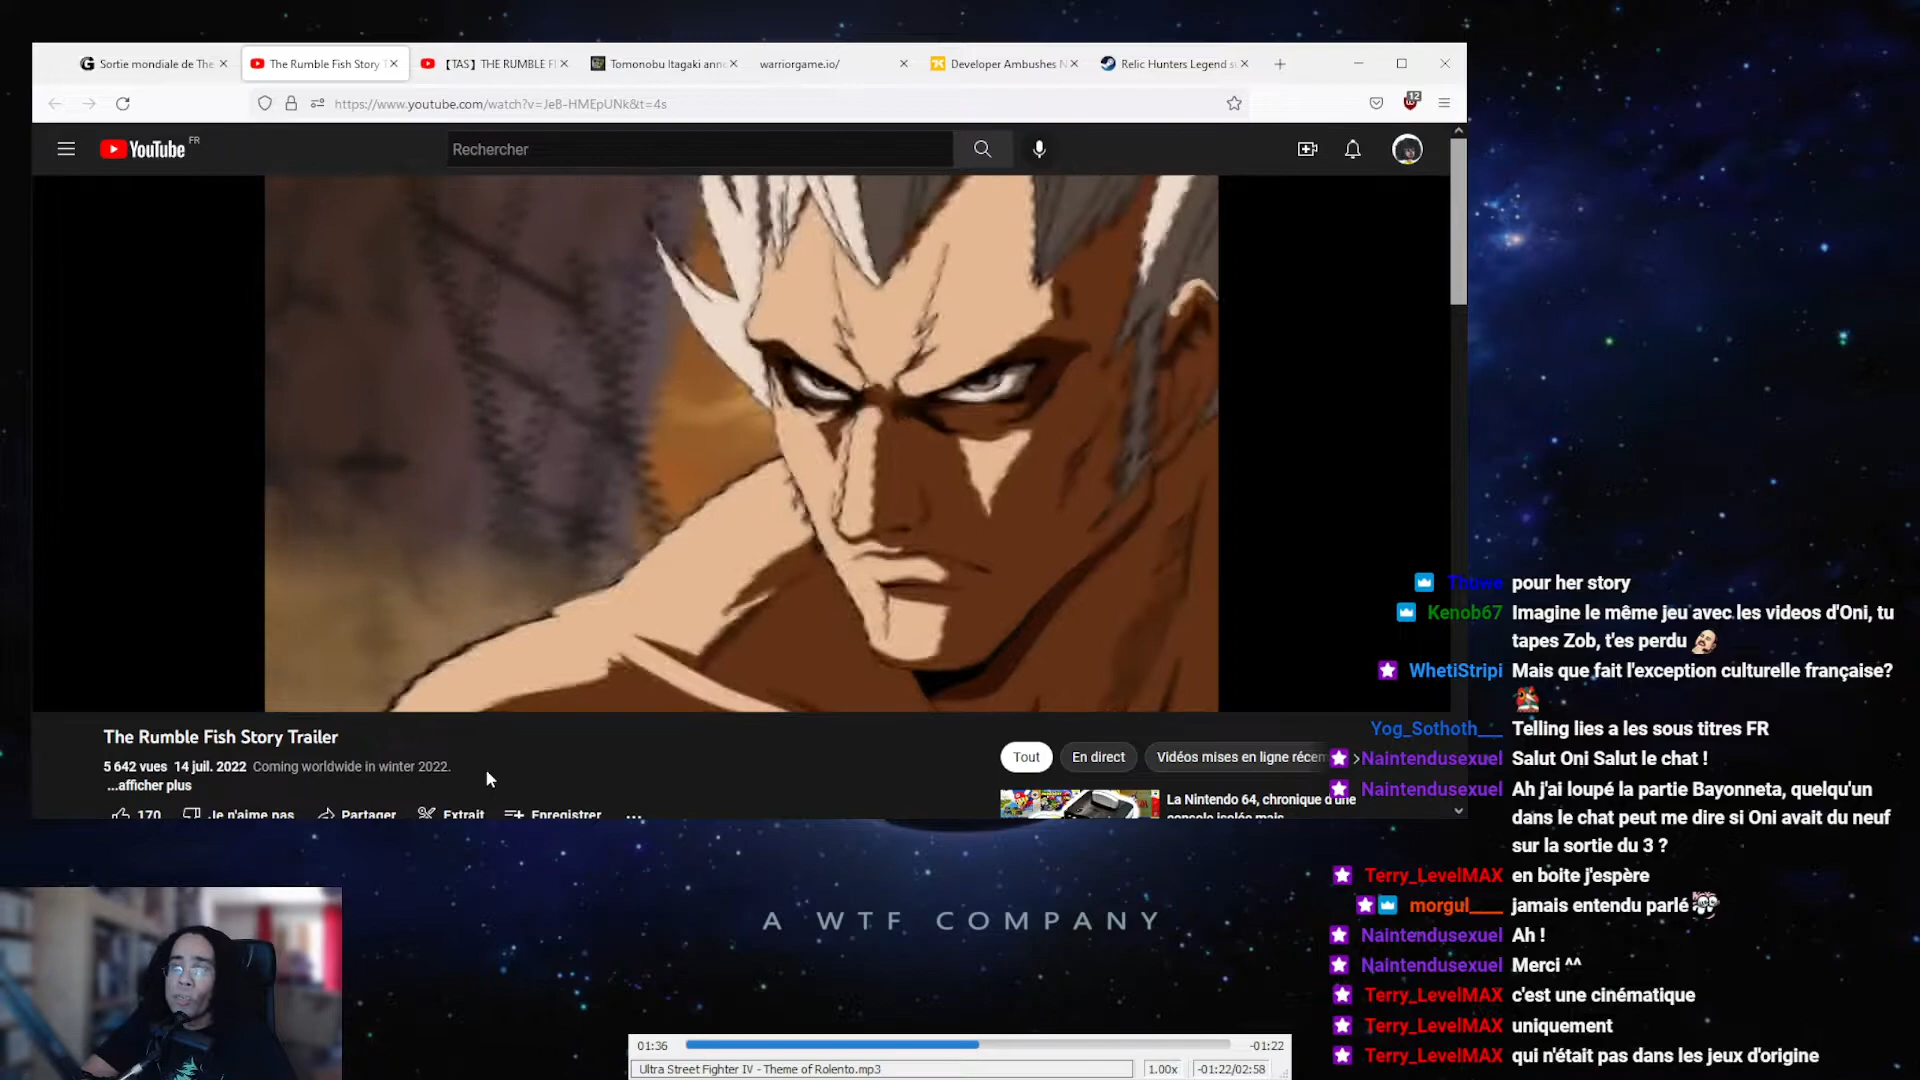 Sortie mondiale de The
The Rumble Fish Story T
【TAS】 THE RUMBLE FI
Tomonobu Itagaki ann
warriorgame.io/
Developer Ambushes N
Relic Hunters Legend s
https://www.youtube.com/watch?v=JeB-HMEpUNk&t=4s
12
YouTube FR
Rechercher
The Rumble Fish Story Trailer
5 642 vues 14 juil. 2022 Coming worldwide in winter 2022.
...afficher plus
170 Je n'aime pas Partager Extrait Enregistrer ...
Tout En direct Vidéos mises en ligne récem
La Nintendo 64, chronique d'une
console isolée mais
Thuwe pour her story
Kenob67 Imagine le même jeu avec les videos d'Oni, tu
tapes Zob, t'es perdu
WhetiStripi Mais que fait l'exception culturelle française?
Yog_Sothoth___ Telling lies a les sous titres FR
Naintendusexuel Salut Oni Salut le chat !
Naintendusexuel Ah j'ai loupé la partie Bayonneta, quelqu'un
dans le chat peut me dire si Oni avait du neuf
sur la sortie du 3 ?
Terry_LevelMAX en boite j'espère
morgul____ jamais entendu parlé
Naintendusexuel Ah !
Naintendusexuel Merci ^^
Terry_LevelMAX c'est une cinématique
Terry_LevelMAX uniquement
Terry_LevelMAX qui n'était pas dans les jeux d'origine
A WTF COMPANY
01:36 -01:22
Ultra Street Fighter IV - Theme of Rolento.mp3 1.00x -01:22/02:58